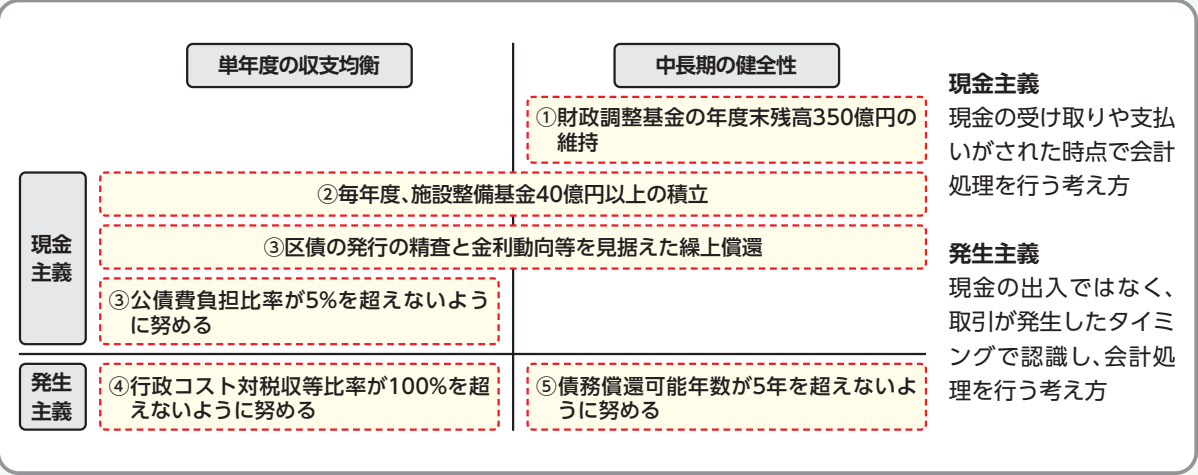 単年度の収支均衡
中長期の健全性
①財政調整基金の年度末残高350億円の
維持
現金
主義
②毎年度、施設整備基金40億円以上の積立
③区債の発行の精査と金利動向等を見据えた繰上償還
③公債費負担比率が5%を超えないよう
に努める
発生
主義
④行政コスト対税収等比率が100%を超
えないように努める
⑤債務償還可能年数が5年を超えないよ
うに努める
現金主義
現金の受け取りや支払
いがされた時点で会計
処理を行う考え方
発生主義
現金の出入ではなく、
取引が発生したタイミ
ングで認識し、会計処
理を行う考え方